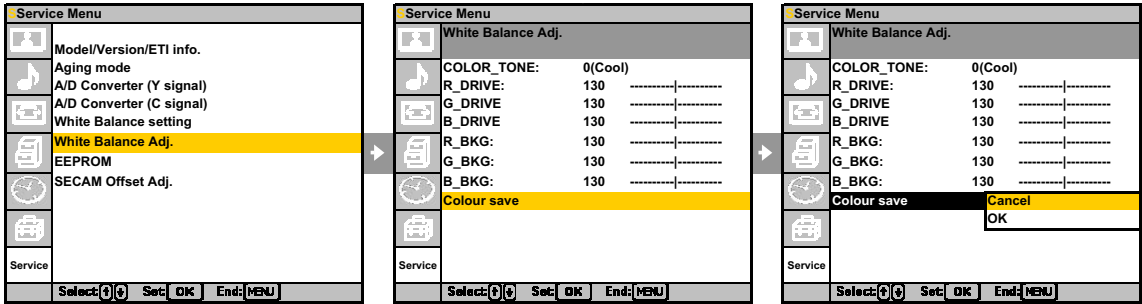 Service Menu
Model/Version/ETI info.
Aging mode
A/D Converter (Y signal)
A/D Converter (C signal)
White Balance setting
White Balance Adj.
EEPROM
SECAM Offset Adj.
Service
Select: Set: OK End: MENU
Service Menu
White Balance Adj.
COLOR_TONE: 0(Cool)
R_DRIVE: 130 ----------|----------
G_DRIVE 130 ----------|----------
B_DRIVE 130 ----------|----------
R_BKG: 130 ----------|----------
G_BKG: 130 ----------|----------
B_BKG: 130 ----------|----------
Colour save
Service
Select: Set: OK End: MENU
Service Menu
White Balance Adj.
COLOR_TONE: 0(Cool)
R_DRIVE: 130 ----------|----------
G_DRIVE 130 ----------|----------
B_DRIVE 130 ----------|----------
R_BKG: 130 ----------|----------
G_BKG: 130 ----------|----------
B_BKG: 130 ----------|----------
Colour save Cancel
OK
Service
Select: Set: OK End: MENU